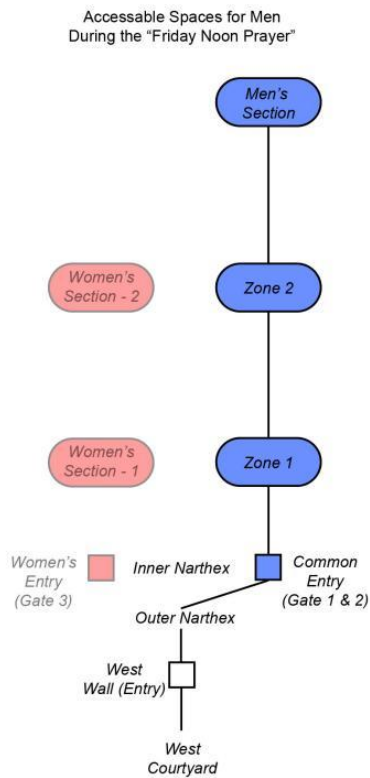 Accessable Spaces for Men
During the “Friday Noon Prayer”
Men's
Section
Women's
Section - 2
Zone 2
Women's
Section - 1
Zone 1
Women's
Entry
(Gate 3)
Inner Narthex
Common
Entry
(Gate 1 & 2)
Outer Narthex
West
Wall (Entry)
West
Courtyard